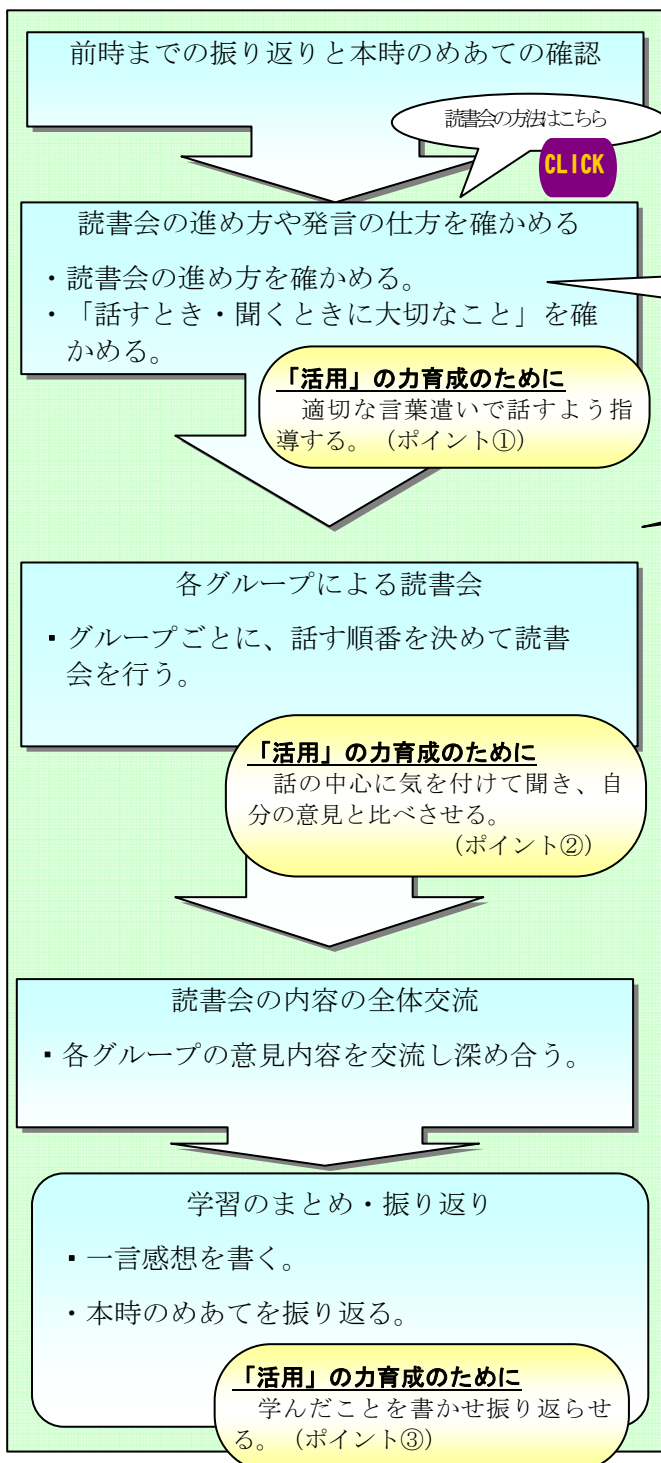 前時までの振り返りと本時のめあての確認
読書会の方法はこちら
CLICK
読書会の進め方や発言の仕方を確かめる
・読書会の進め方を確かめる。
・「話すとき・聞くときに大切なこと」を確
かめる。
「活用」の力育成のために
適切な言葉遣いで話すよう指
導する。（ポイント①）
各グループによる読書会
・グループごとに、話す順番を決めて読書
会を行う。
「活用」の力育成のために
話の中心に気を付けて聞き、自
分の意見と比べさせる。
（ポイント②）
読書会の内容の全体交流
・各グループの意見内容を交流し深め合う。
学習のまとめ・振り返り
・一言感想を書く。
・本時のめあてを振り返る。
「活用」の力育成のために
学んだことを書かせ振り返らせ
る。（ポイント③）